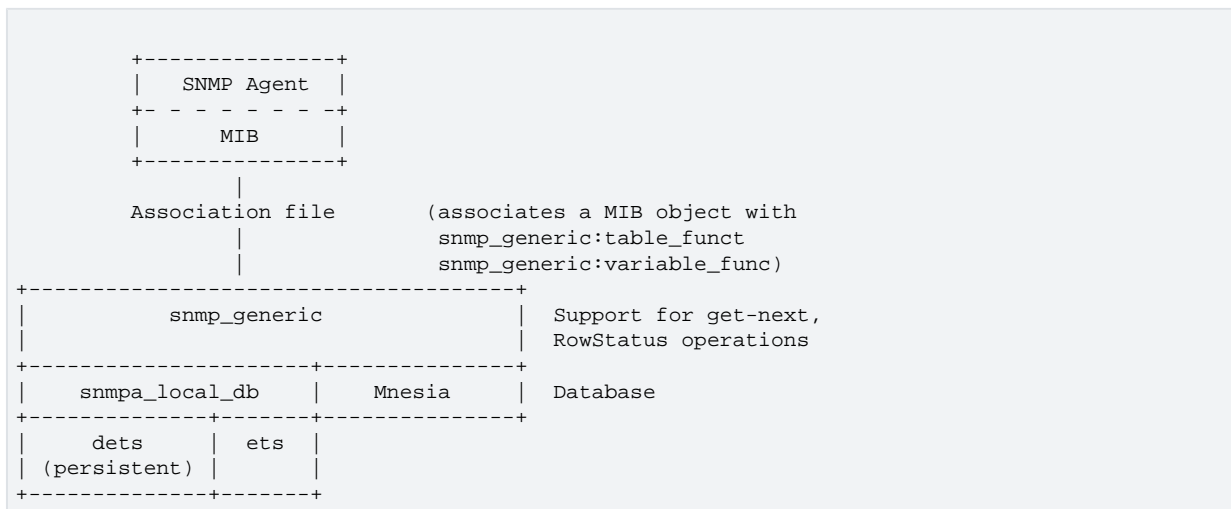 SNMP Agent
MIB
Association file (associates a MIB object with
snmp_generic:table_funct
snmp_generic:variable_func)
snmp_generic Support for get-next,
RowStatus operations
snmpa_local_db Mnesia Database
dets ets
(persistent)